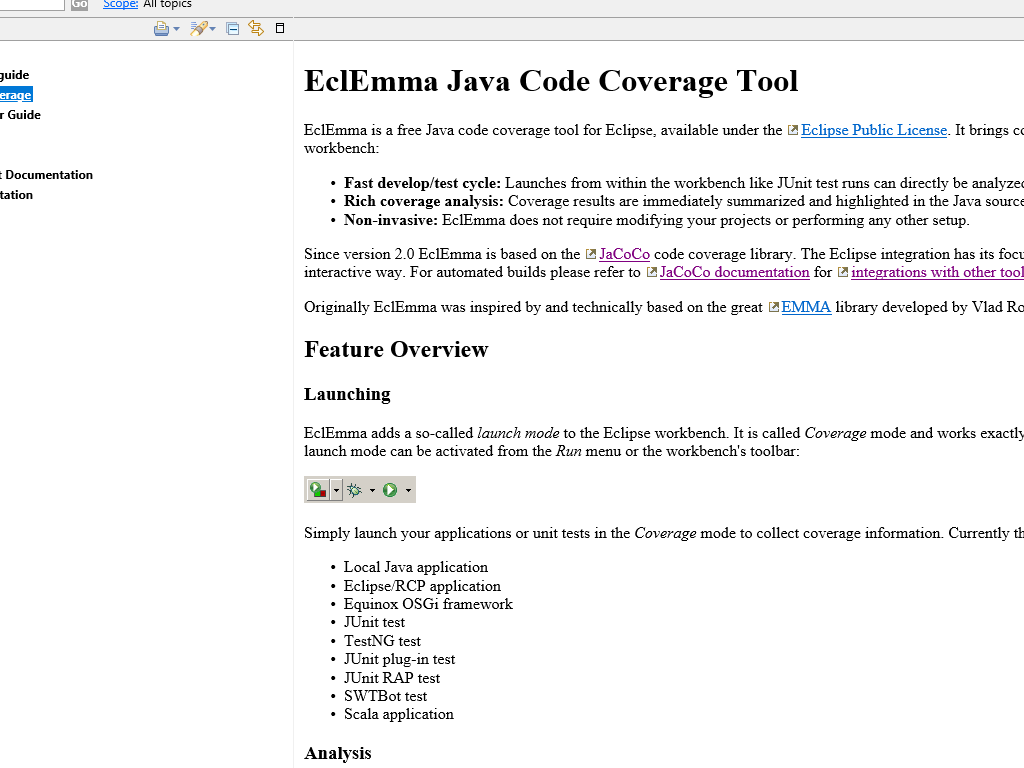 Go Scope: All topics
guide
erage
r Guide
t Documentation
tation
EclEmma Java Code Coverage Tool
EclEmma is a free Java code coverage tool for Eclipse, available under the Eclipse Public License. It brings
workbench:
• Fast develop/test cycle: Launches from within the workbench like JUnit test runs can directly be analyzed
• Rich coverage analysis: Coverage results are immediately summarized and highlighted in the Java source
• Non-invasive: EclEmma does not require modifying your projects or performing any other setup.
Since version 2.0 EclEmma is based on the JaCoCo code coverage library. The Eclipse integration has its focu
interactive way. For automated builds please refer to JaCoCo documentation for integrations with other tool
Originally EclEmma was inspired by and technically based on the great EMMA library developed by Vlad Ro
Feature Overview
Launching
EclEmma adds a so-called launch mode to the Eclipse workbench. It is called Coverage mode and works exactly
launch mode can be activated from the Run menu or the workbench's toolbar:
Simply launch your applications or unit tests in the Coverage mode to collect coverage information. Currently th
• Local Java application
• Eclipse/RCP application
• Equinox OSGi framework
• JUnit test
• TestNG test
• JUnit plug-in test
• JUnit RAP test
• SWTBot test
• Scala application
Analysis